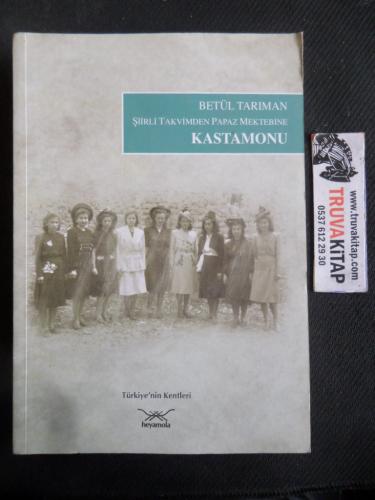 BETÜL TARIMAN
ŞİİRLİ TAKVİMDEN PAPAZ MEKTEBİNE
KASTAMONU
Türkiye'nin Kentleri
heyamola
TRUVAKİTAP
www.truvakitap.com
0537 612 29 30